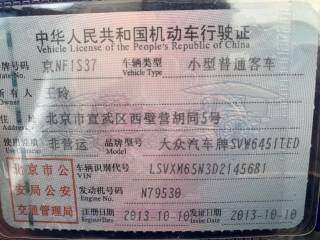 中华人民共和国机动车行驶证
Vehicle License of the People's Republic of China
号牌号码 京NF1S37 车辆类型 小型普通客车
Plate No. Vehicle Type
所有人 王玲
Owner
住址 北京市宣武区西壁营胡同5号
使用性质 非营运 品牌型号 大众汽车牌SVW6451TED
北京市公安局公安交通管理局
车辆识别代号 LSVXM65N3D2145681
VIN
发动机号码 N79530
Engine No.
注册日期 2013-10-10 发证日期 2013-10-10